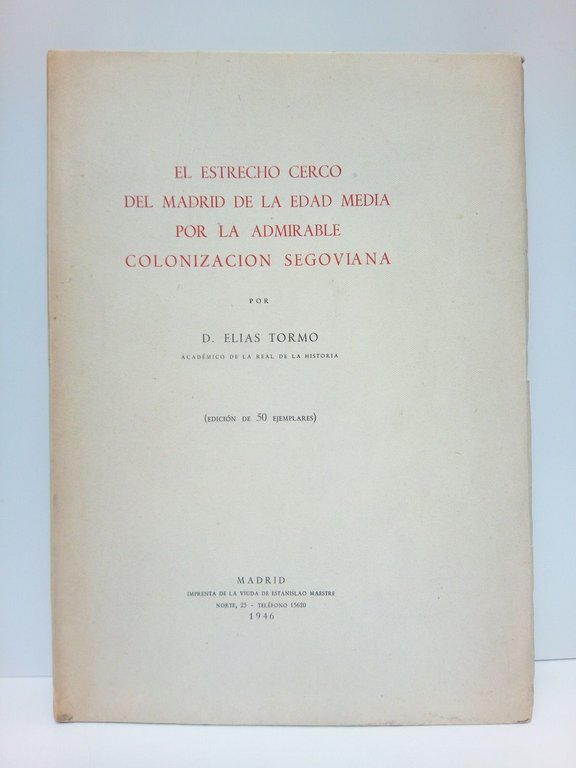 EL ESTRECHO CERCO
DEL MADRID DE LA EDAD MEDIA
POR LA ADMIRABLE
COLONIZACION SEGOVIANA
POR
D. ELIAS TORMO
ACADÉMICO DE LA REAL DE LA HISTORIA
(EDICIÓN DE 50 EJEMPLARES)
MADRID
IMPRENTA DE LA VIUDA DE ESTANISLAO MAESTRE
NORTE, 25 - TELÉFONO 15620
1946